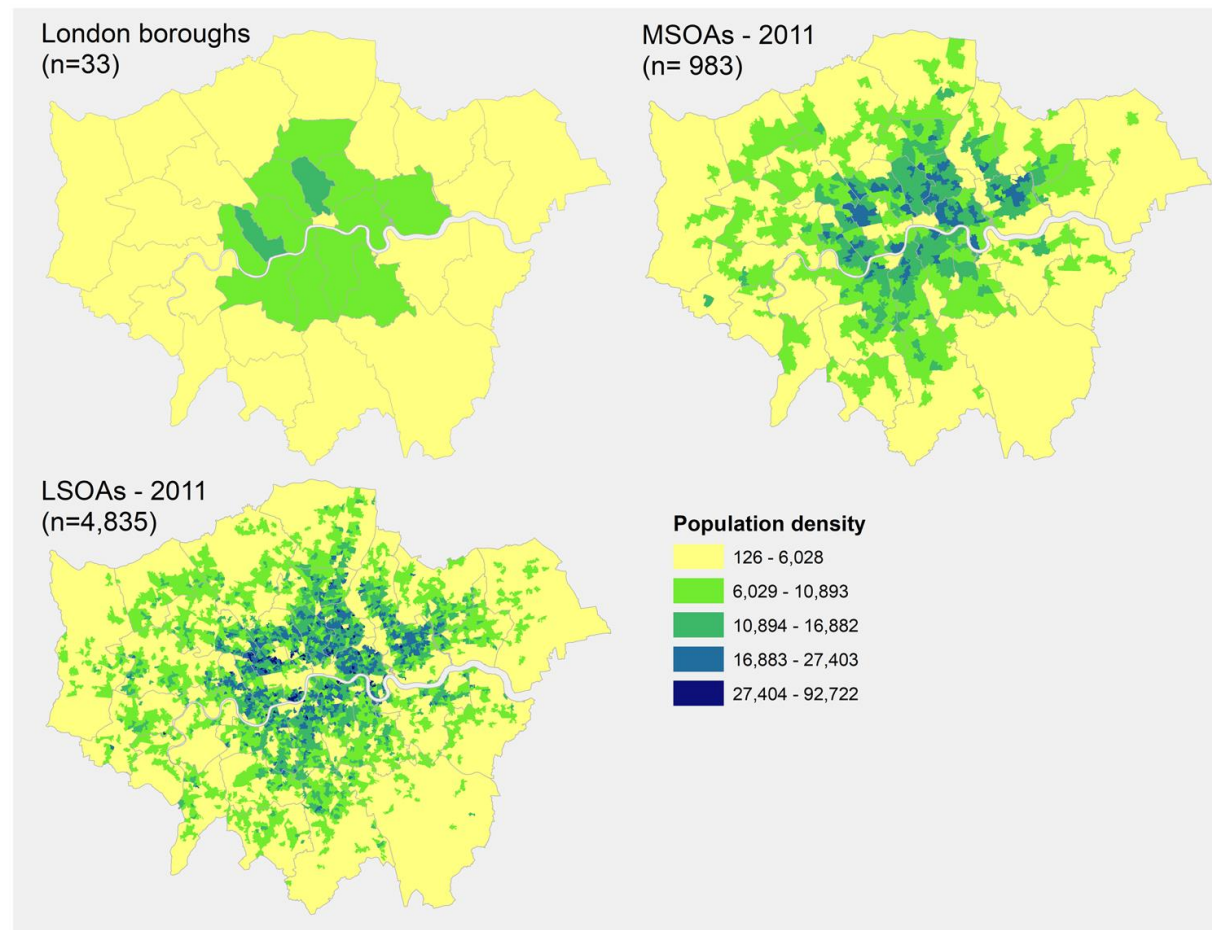 London boroughs
(n=33)
MSOAs - 2011
(n= 983)
LSOAs - 2011
(n=4,835)
Population density
126 - 6,028
6,029 - 10,893
10,894 - 16,882
16,883 - 27,403
27,404 - 92,722